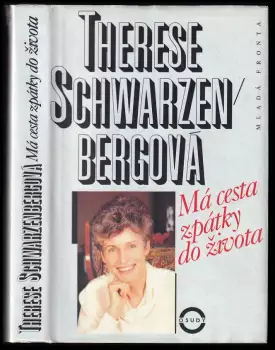 THERESE SCHWARZENBERGOVÁ Má cesta zpátky do života
THERESE
SCHWARZEN/
BERGOVÁ
MLADÁ FRONTA
Má cesta
zpátky
do života
OSUDY